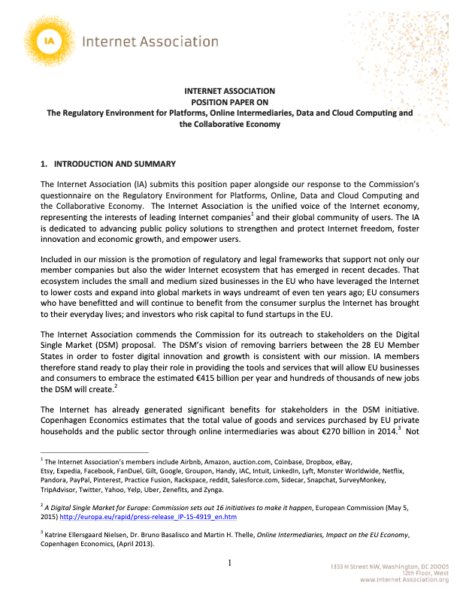 IA Internet Association
INTERNET ASSOCIATION
POSITION PAPER ON
The Regulatory Environment for Platforms, Online Intermediaries, Data and Cloud Computing and
the Collaborative Economy
1. INTRODUCTION AND SUMMARY
The Internet Association (IA) submits this position paper alongside our response to the Commission's
questionnaire on the Regulatory Environment for Platforms, Online, Data and Cloud Computing and
the Collaborative Economy. The Internet Association is the unified voice of the Internet economy,
representing the interests of leading Internet companies1 and their global community of users. The IA
is dedicated to advancing public policy solutions to strengthen and protect Internet freedom, foster
innovation and economic growth, and empower users.
Included in our mission is the promotion of regulatory and legal frameworks that support not only our
member companies but also the wider Internet ecosystem that has emerged in recent decades. That
ecosystem includes the small and medium sized businesses in the EU who have leveraged the Internet
to lower costs and expand into global markets in ways undreamt of even ten years ago; EU consumers
who have benefitted and will continue to benefit from the consumer surplus the Internet has brought
to their everyday lives; and investors who risk capital to fund startups in the EU.
The Internet Association commends the Commission for its outreach to stakeholders on the Digital
Single Market (DSM) proposal. The DSM's vision of removing barriers between the 28 EU Member
States in order to foster digital innovation and growth is consistent with our mission. IA members
therefore stand ready to play their role in providing the tools and services that will allow EU businesses
and consumers to embrace the estimated €415 billion per year and hundreds of thousands of new jobs
the DSM will create.2
The Internet has already generated significant benefits for stakeholders in the DSM initiative.
Copenhagen Economics estimates that the total value of goods and services purchased by EU private
households and the public sector through online intermediaries was about €270 billion in 2014.3 Not
1 The Internet Association's members include Airbnb, Amazon, auction.com, Coinbase, Dropbox, eBay,
Etsy, Expedia, Facebook, FanDuel, Gilt, Google, Groupon, Handy, IAC, Intuit, LinkedIn, Lyft, Monster Worldwide, Netflix,
Pandora, PayPal, Pinterest, Practice Fusion, Rackspace, reddit, Salesforce.com, Sidecar, Snapchat, SurveyMonkey,
TripAdvisor, Twitter, Yahoo, Yelp, Uber, Zenefits, and Zynga.
2 A Digital Single Market for Europe: Commission sets out 16 initiatives to make it happen, European Commission (May 5,
2015) http://europa.eu/rapid/press-release_IP-15-4919_en.htm
3 Katrine Ellersgaard Nielsen, Dr. Bruno Basalisco and Martin H. Thelle, Online Intermediaries, Impact on the EU Economy,
Copenhagen Economics, (April 2013).
1
1333 H Street NW, Washington, DC 20005
12th Floor, West
www.internetassociation.org